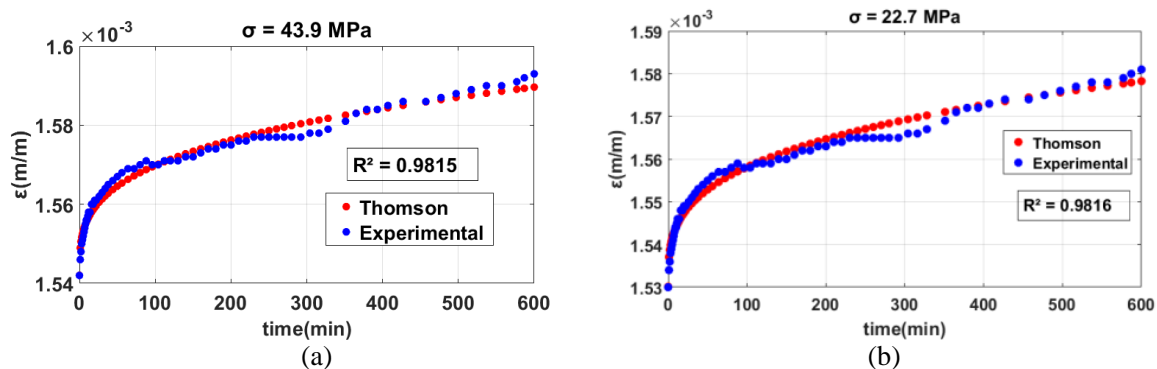 σ = 43.9 MPa
×10⁻³
1.6
1.58
1.56
1.54
ε(m/m)
R² = 0.9815
Thomson
Experimental
0 100 200 300 400 500 600
time(min)
(a)
σ = 22.7 MPa
×10⁻³
1.59
1.58
1.57
1.56
1.55
1.54
1.53
ε(m/m)
Thomson
Experimental
R² = 0.9816
0 100 200 300 400 500 600
time(min)
(b)